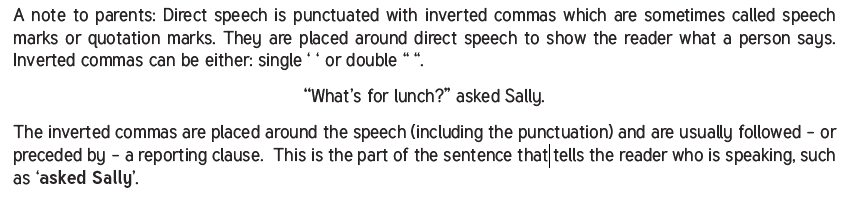 A note to parents: Direct speech is punctuated with inverted commas which are sometimes called speech
marks or quotation marks. They are placed around direct speech to show the reader what a person says.
Inverted commas can be either: single ‘ ‘ or double “ “.
“What’s for lunch?” asked Sally.
The inverted commas are placed around the speech (including the punctuation) and are usually followed – or
preceded by – a reporting clause. This is the part of the sentence that tells the reader who is speaking, such
as ‘asked Sally’.